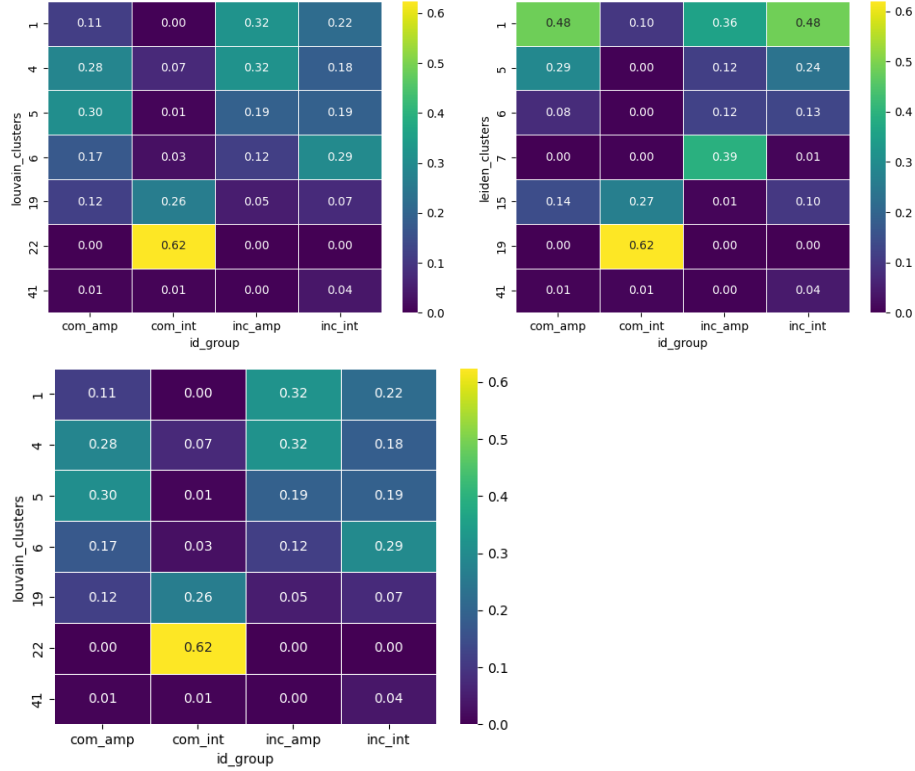 louvain_clusters
1 0.11 0.00 0.32 0.22
4 0.28 0.07 0.32 0.18
5 0.30 0.01 0.19 0.19
6 0.17 0.03 0.12 0.29
19 0.12 0.26 0.05 0.07
22 0.00 0.62 0.00 0.00
41 0.01 0.01 0.00 0.04
com_amp com_int inc_amp inc_int
id_group
0.6
0.5
0.4
0.3
0.2
0.1
0.0
leiden_clusters
1 0.48 0.10 0.36 0.48
5 0.29 0.00 0.12 0.24
6 0.08 0.00 0.12 0.13
7 0.00 0.00 0.39 0.01
15 0.14 0.27 0.01 0.10
19 0.00 0.62 0.00 0.00
41 0.01 0.01 0.00 0.04
com_amp com_int inc_amp inc_int
id_group
0.6
0.5
0.4
0.3
0.2
0.1
0.0
louvain_clusters
1 0.11 0.00 0.32 0.22
4 0.28 0.07 0.32 0.18
5 0.30 0.01 0.19 0.19
6 0.17 0.03 0.12 0.29
19 0.12 0.26 0.05 0.07
22 0.00 0.62 0.00 0.00
41 0.01 0.01 0.00 0.04
com_amp com_int inc_amp inc_int
id_group
0.6
0.5
0.4
0.3
0.2
0.1
0.0